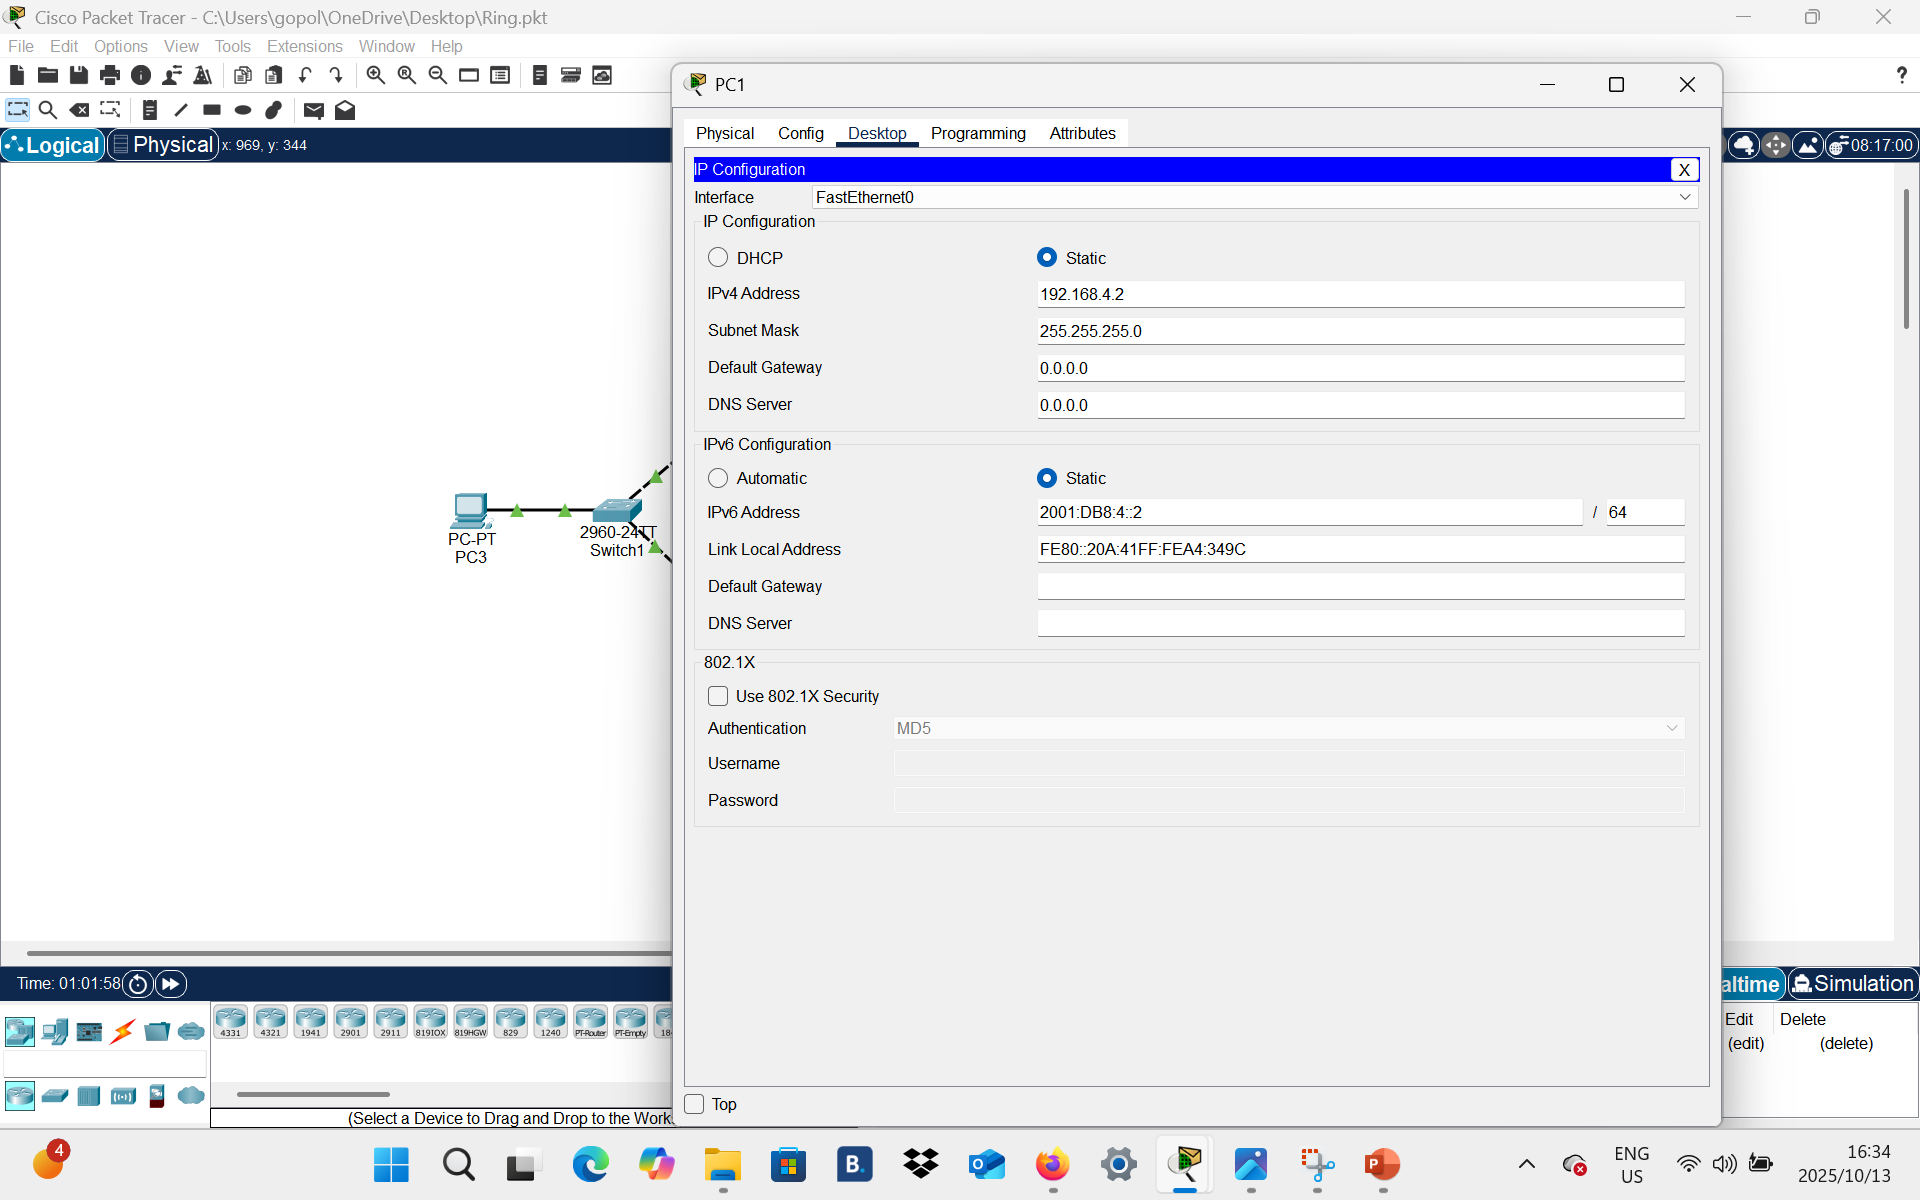 Cisco Packet Tracer - C:\Users\gopol\OneDrive\Desktop\Ring.pkt
File Edit Options View Tools Extensions Window Help
?
Logical Physical x: 969, y: 344
08:17:00
PC-PT
PC3
2960-24TT
Switch1
PC1
Physical Config Desktop Programming Attributes
IP Configuration X
Interface FastEthernet0
IP Configuration
DHCP Static
IPv4 Address 192.168.4.2
Subnet Mask 255.255.255.0
Default Gateway 0.0.0.0
DNS Server 0.0.0.0
IPv6 Configuration
Automatic Static
IPv6 Address 2001:DB8:4::2 / 64
Link Local Address FE80::20A:41FF:FEA4:349C
Default Gateway
DNS Server
802.1X
Use 802.1X Security
Authentication MD5
Username
Password
Top
Time: 01:01:58
altime Simulation
4331 4321 1941 2901 2911 819IOX 819HGW 829 1240 PT-Router PT-Empty 18
Edit Delete
(edit) (delete)
(Select a Device to Drag and Drop to the Work
4
B.
ENG
US
16:34
2025/10/13